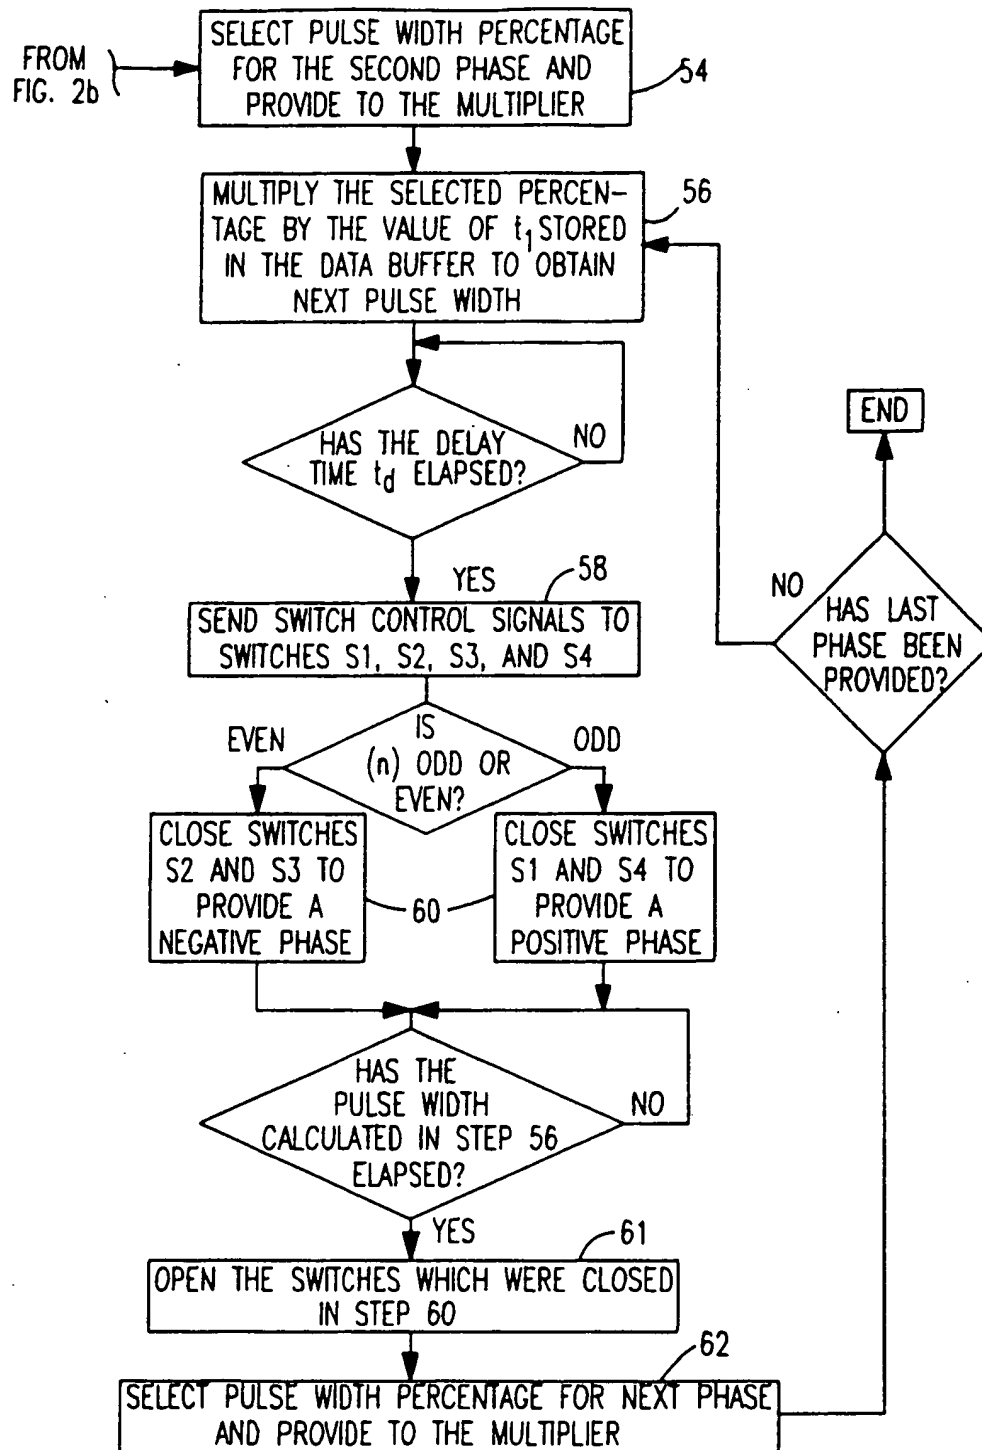 FROM
FIG. 2b
SELECT PULSE WIDTH PERCENTAGE
FOR THE SECOND PHASE AND
PROVIDE TO THE MULTIPLIER
54
MULTIPLY THE SELECTED PERCEN-
TAGE BY THE VALUE OF t1 STORED
IN THE DATA BUFFER TO OBTAIN
NEXT PULSE WIDTH
56
HAS THE DELAY
TIME td ELAPSED?
NO
YES
58
SEND SWITCH CONTROL SIGNALS TO
SWITCHES S1, S2, S3, AND S4
IS
(n) ODD OR
EVEN?
EVEN
ODD
CLOSE SWITCHES
S2 AND S3 TO
PROVIDE A
NEGATIVE PHASE
60
CLOSE SWITCHES
S1 AND S4 TO
PROVIDE A
POSITIVE PHASE
HAS THE
PULSE WIDTH
CALCULATED IN STEP 56
ELAPSED?
NO
YES
61
OPEN THE SWITCHES WHICH WERE CLOSED
IN STEP 60
62
SELECT PULSE WIDTH PERCENTAGE FOR NEXT PHASE
AND PROVIDE TO THE MULTIPLIER
HAS LAST
PHASE BEEN
PROVIDED?
NO
END